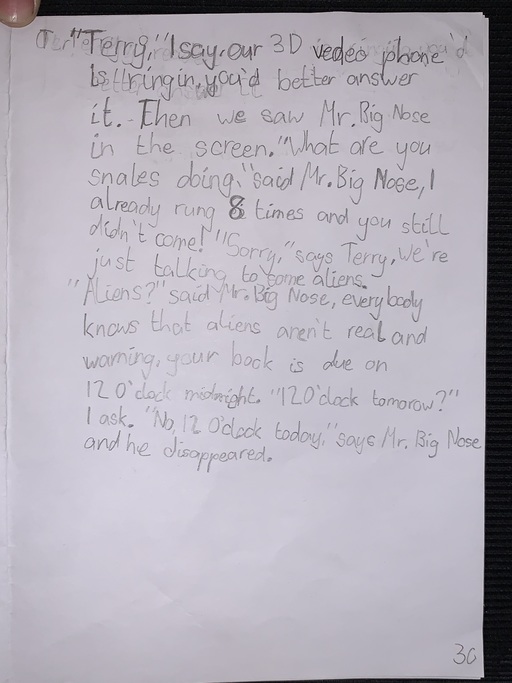 "Terry," I say, our 3D vedeo phone
is ringin, you'd better answer
it. Then we saw Mr. Big Nose
in the screen. "What are you
snales doing," said Mr. Big Nose, I
already rung 8 times and you still
didn't come! "Sorry," says Terry, we're
just talking to some aliens.
"Aliens?" said Mr. Big Nose, everybody
knows that aliens aren't real and
warning, your book is due on
12 O'clock midnight. "12 O'clock tomorow?"
I ask. "No, 12 O'clock today," says Mr. Big Nose
and he disappeared.
30